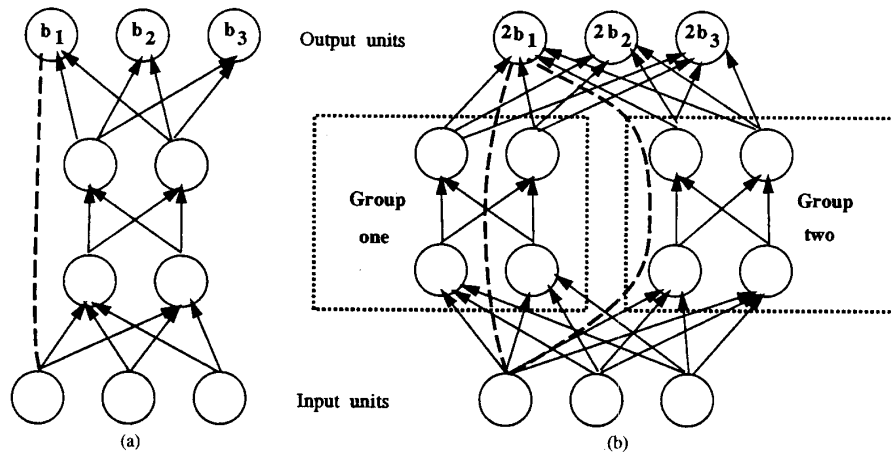 b1 b2 b3 Output units 2b1 2b2 2b3
Group one
Group two
Input units
(a) (b)